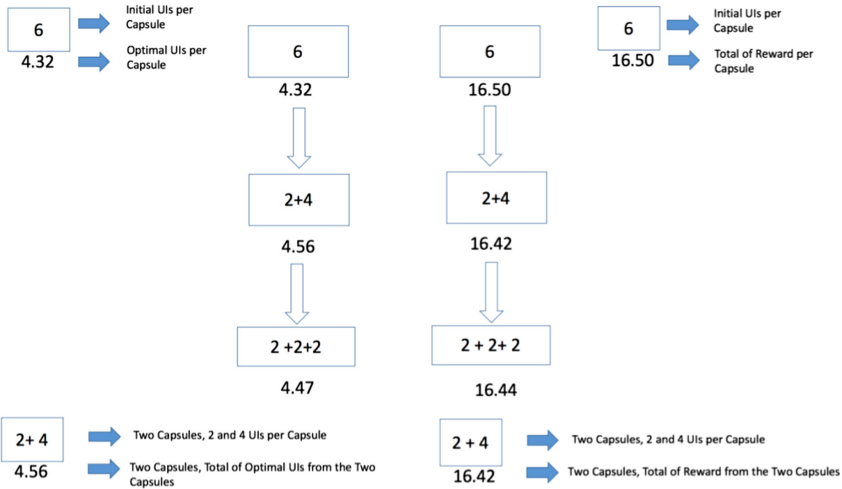 6
Initial UIs per
Capsule
4.32
Optimal UIs per
Capsule
6
4.32
2+4
4.56
2 +2+2
4.47
6
16.50
2+4
16.42
2 + 2+ 2
16.44
6
Initial UIs per
Capsule
16.50
Total of Reward per
Capsule
2+ 4
Two Capsules, 2 and 4 UIs per Capsule
4.56
Two Capsules, Total of Optimal UIs from the Two
Capsules
2 + 4
Two Capsules, 2 and 4 UIs per Capsule
16.42
Two Capsules, Total of Reward from the Two Capsules